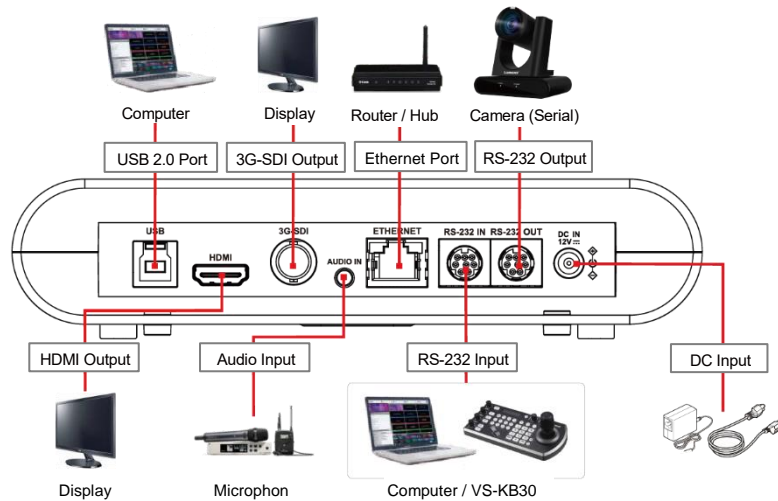 Computer
Display
Router / Hub
Camera (Serial)
USB 2.0 Port
3G-SDI Output
Ethernet Port
RS-232 Output
USB
HDMI
3G-SDI
AUDIO IN
ETHERNET
RS-232 IN
RS-232 OUT
DC IN
12V
HDMI Output
Audio Input
RS-232 Input
DC Input
Display
Microphon
Computer / VS-KB30